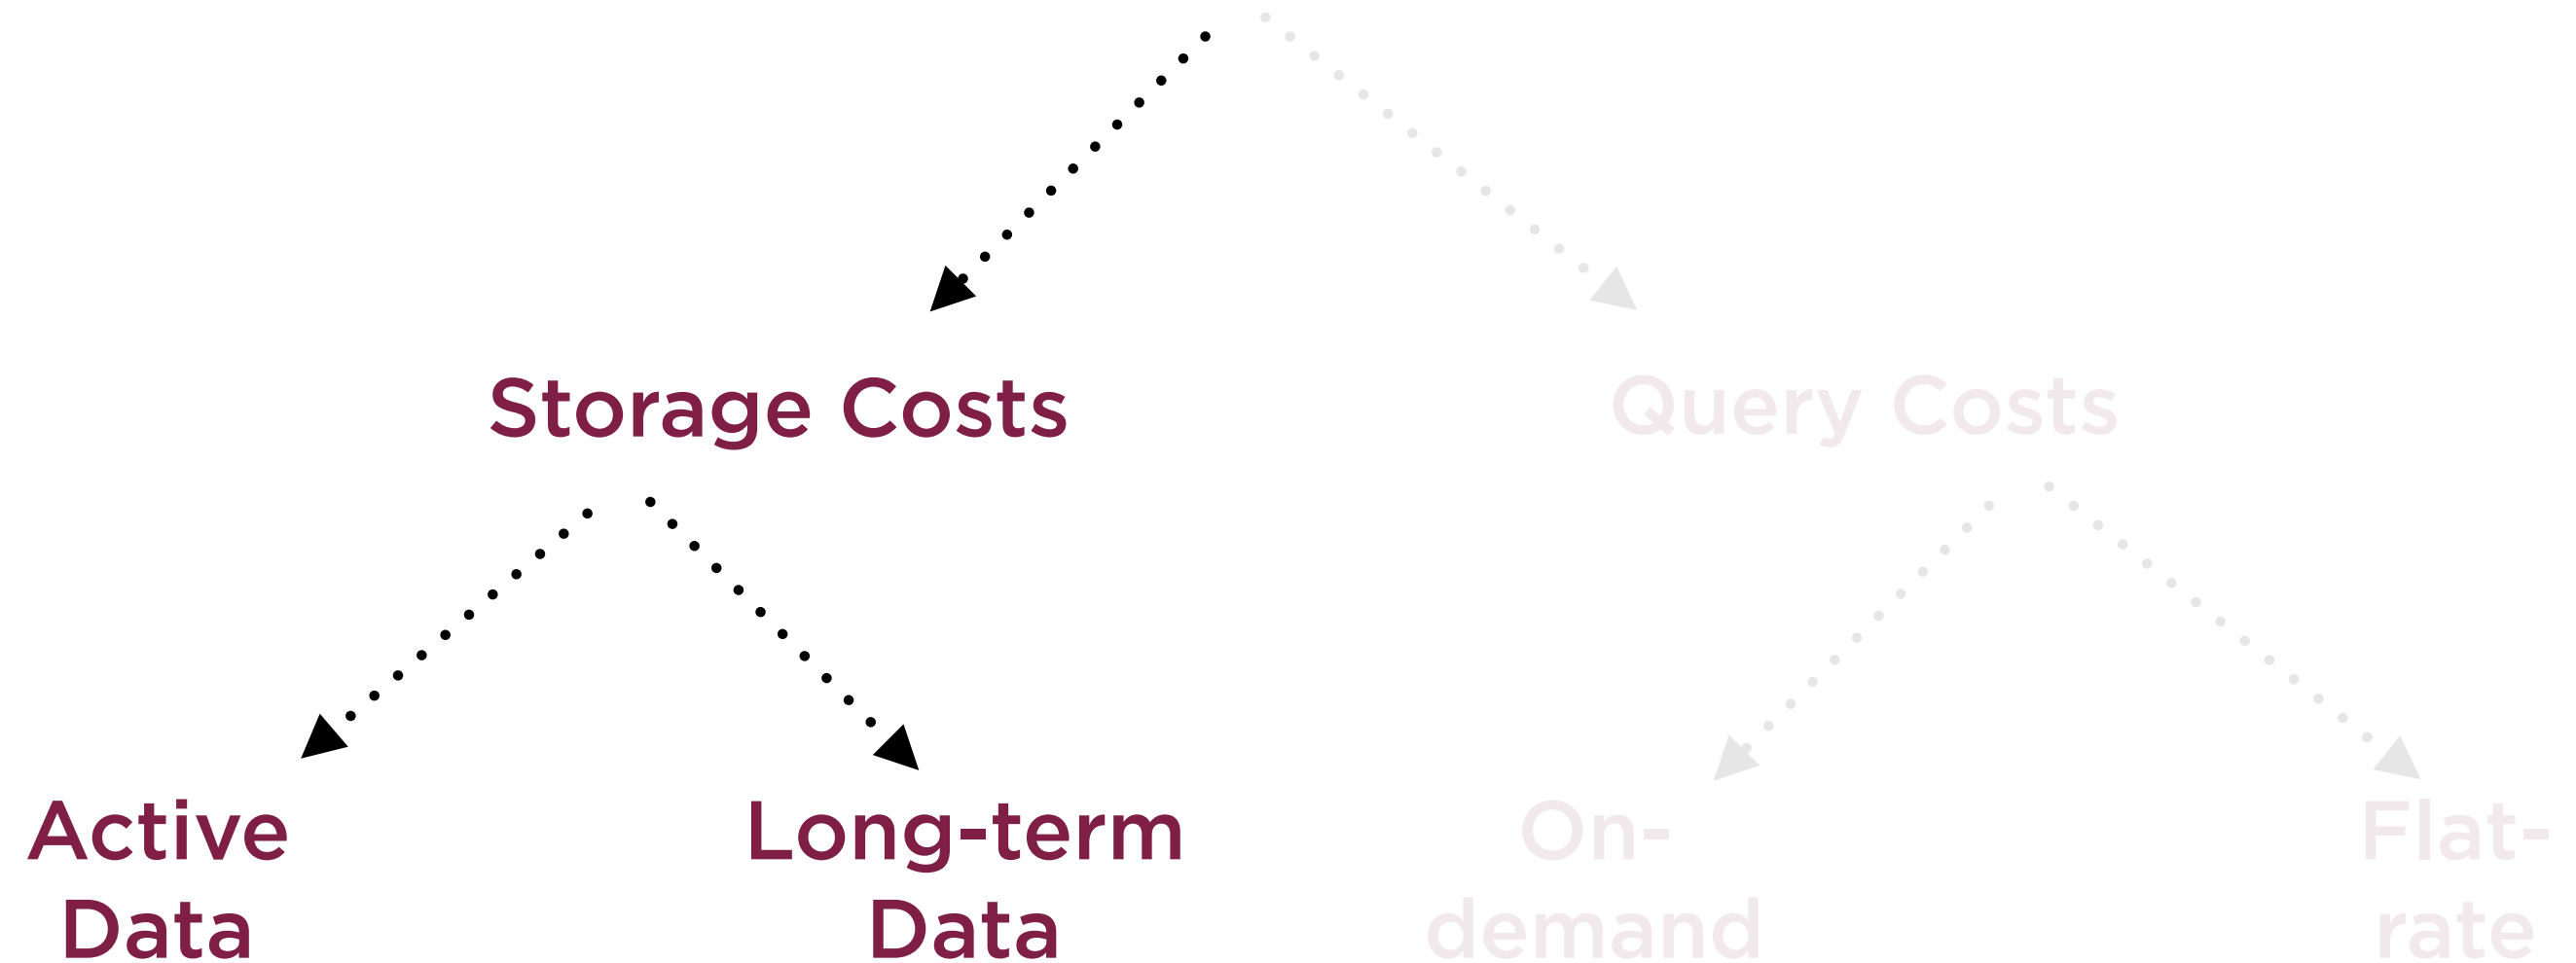 Storage Costs
Query Costs
Active
Data
Long-term
Data
On-
demand
Flat-
rate